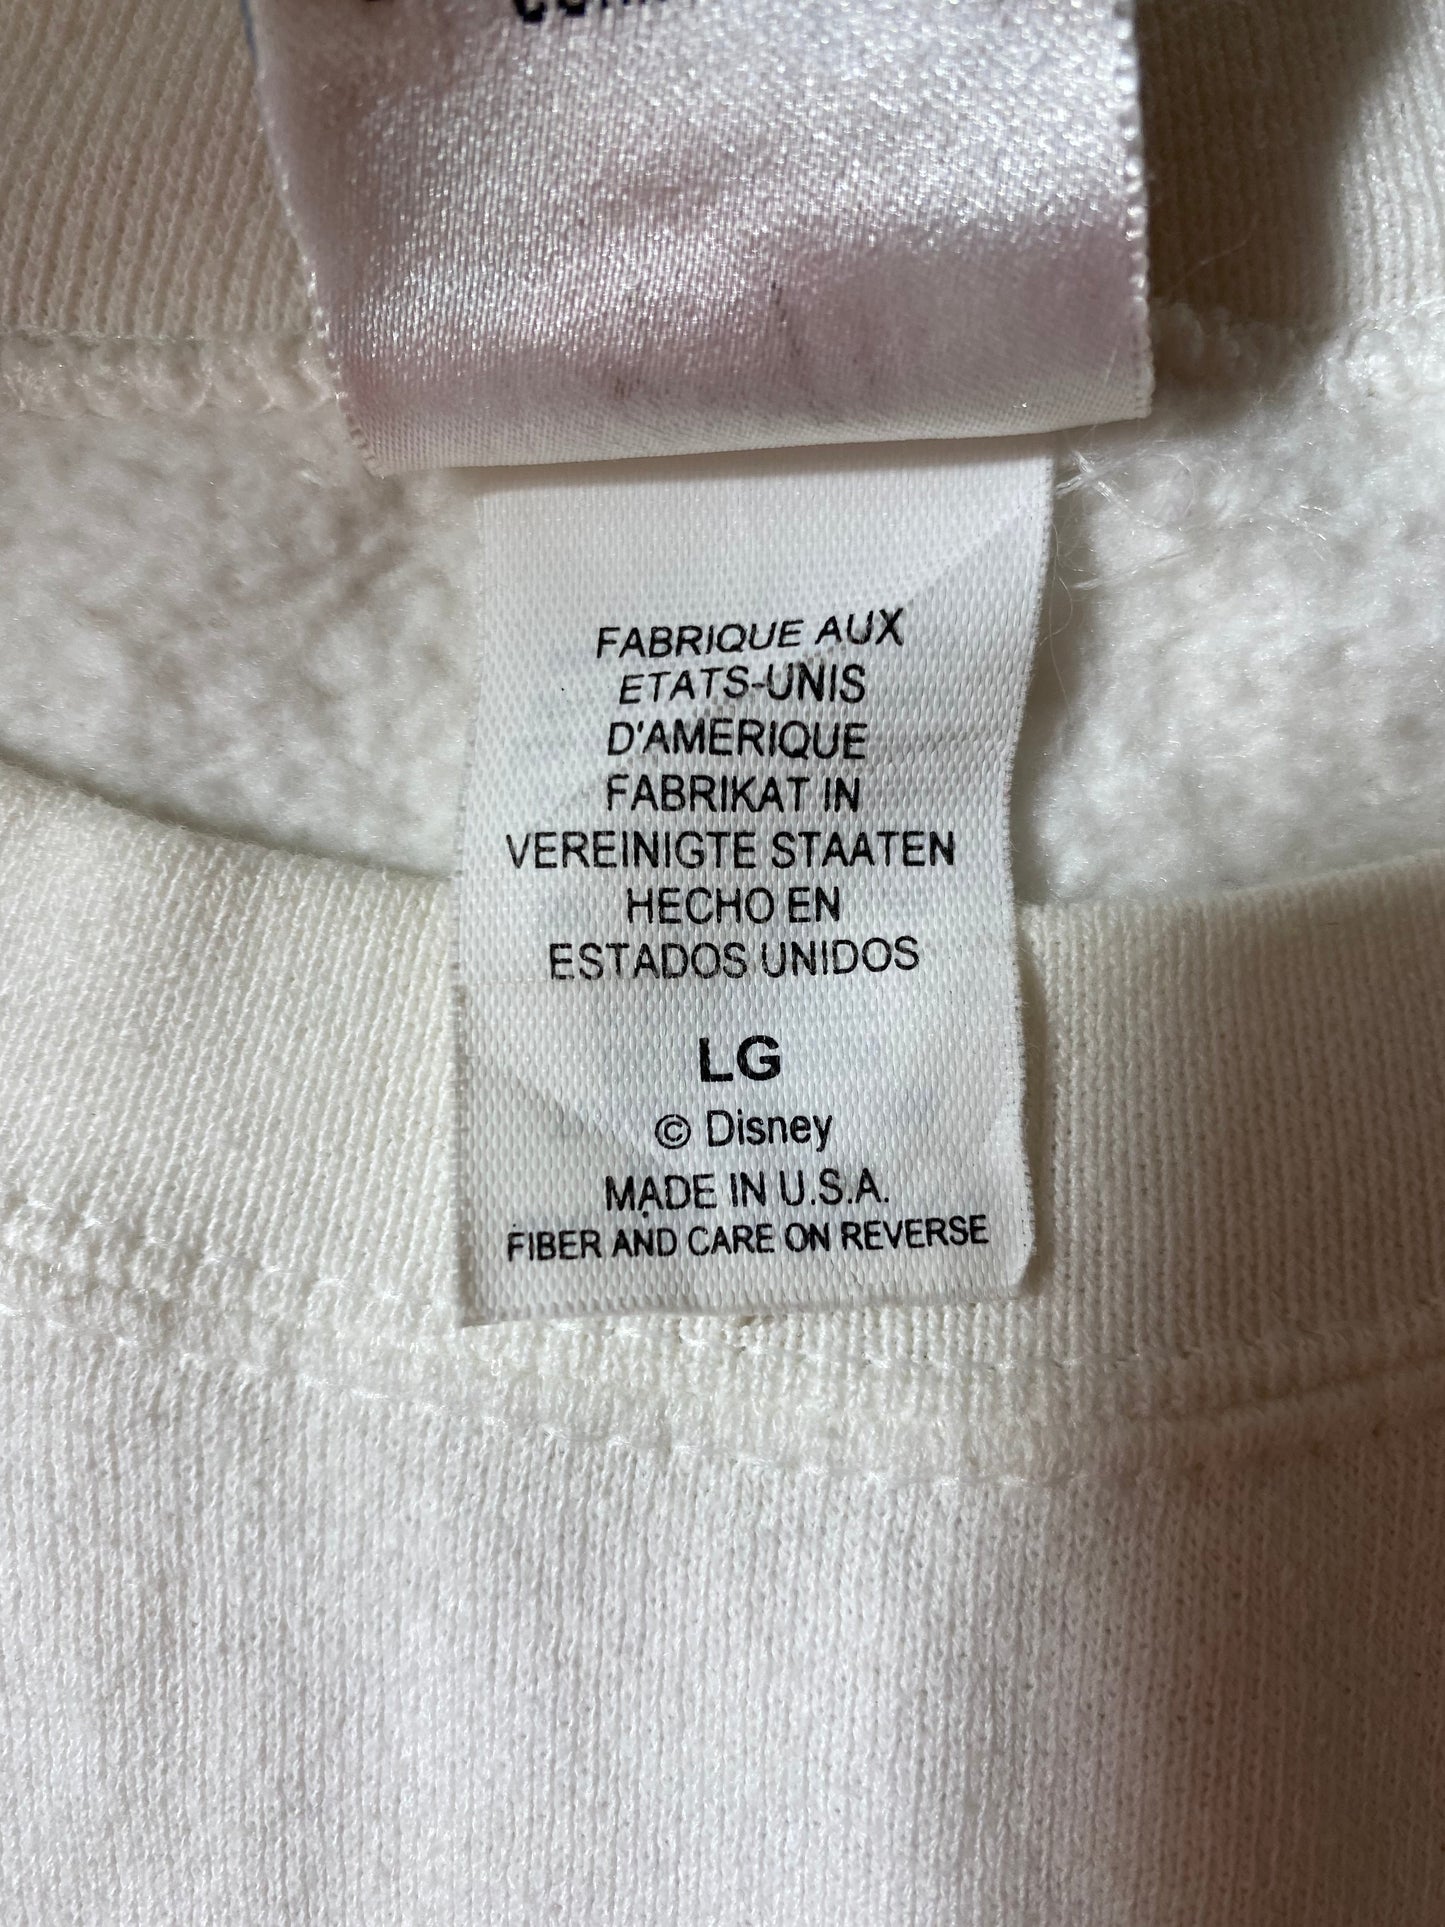 FABRIQUE AUX
ETATS-UNIS
D'AMERIQUE
FABRIKAT IN
VEREINIGTE STAATEN
HECHO EN
ESTADOS UNIDOS
LG
© Disney
MADE IN U.S.A.
FIBER AND CARE ON REVERSE